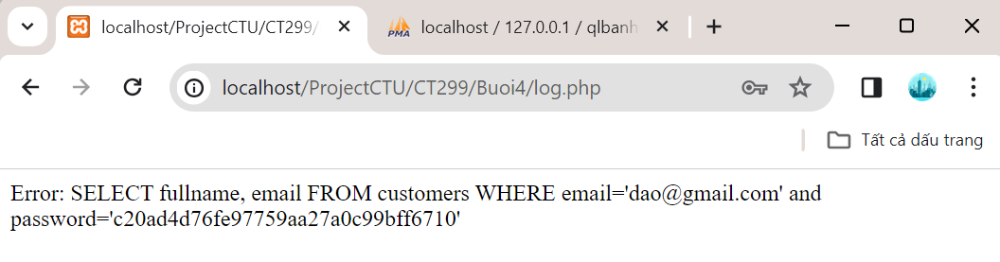 localhost/ProjectCTU/CT299/
PMA
localhost / 127.0.0.1 / qlbanh
localhost/ProjectCTU/CT299/Buoi4/log.php
Tất cả dấu trang
Error: SELECT fullname, email FROM customers WHERE email='dao@gmail.com' and
password='c20ad4d76fe97759aa27a0c99bff6710'